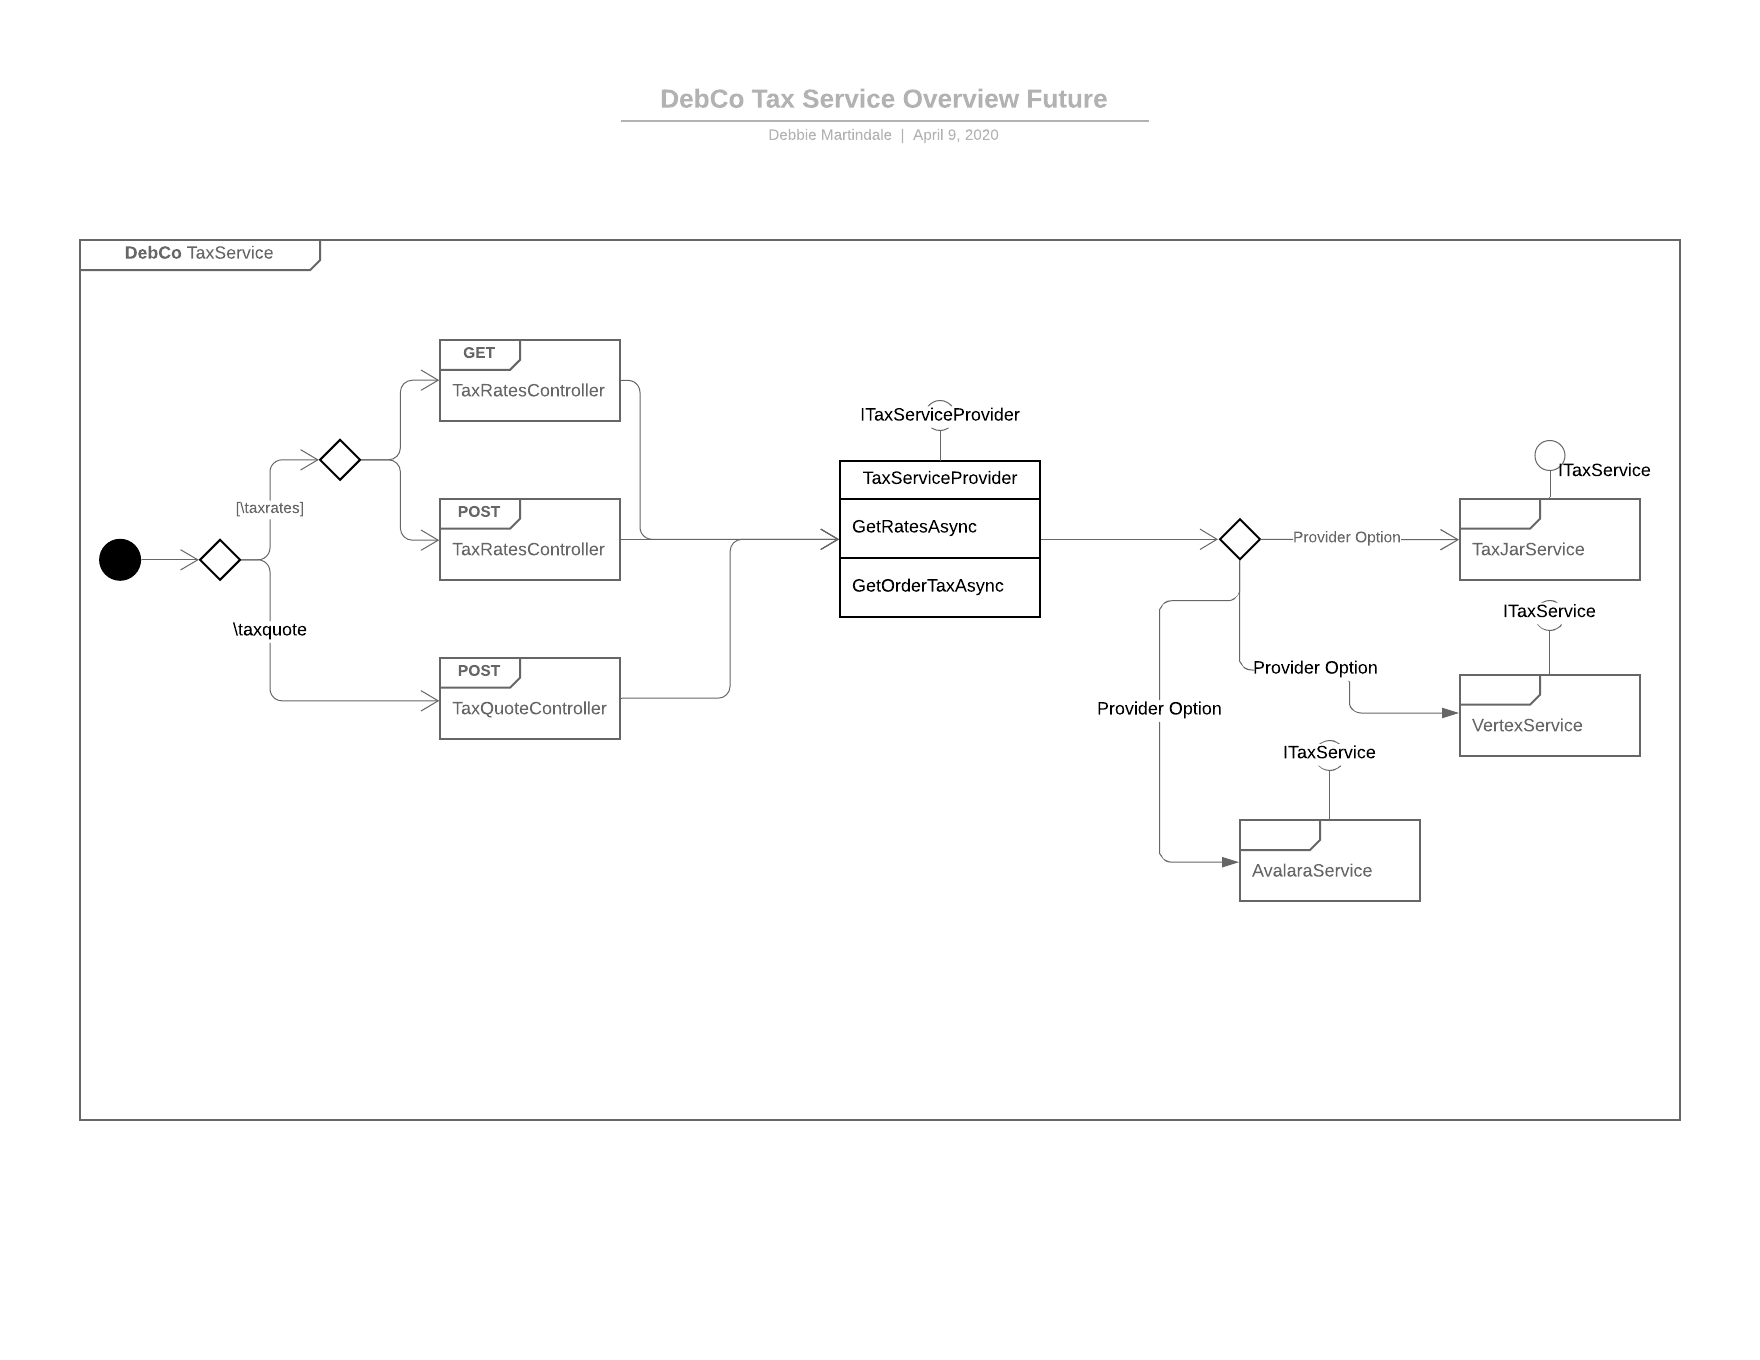 DebCo Tax Service Overview Future
Debbie Martindale | April 9, 2020
DebCo TaxService
GET
TaxRatesController
[\taxrates]
POST
TaxRatesController
\taxquote
POST
TaxQuoteController
ITaxServiceProvider
TaxServiceProvider
GetRatesAsync
GetOrderTaxAsync
Provider Option
ITaxService
TaxJarService
ITaxService
Provider Option
VertexService
Provider Option
ITaxService
AvalaraService